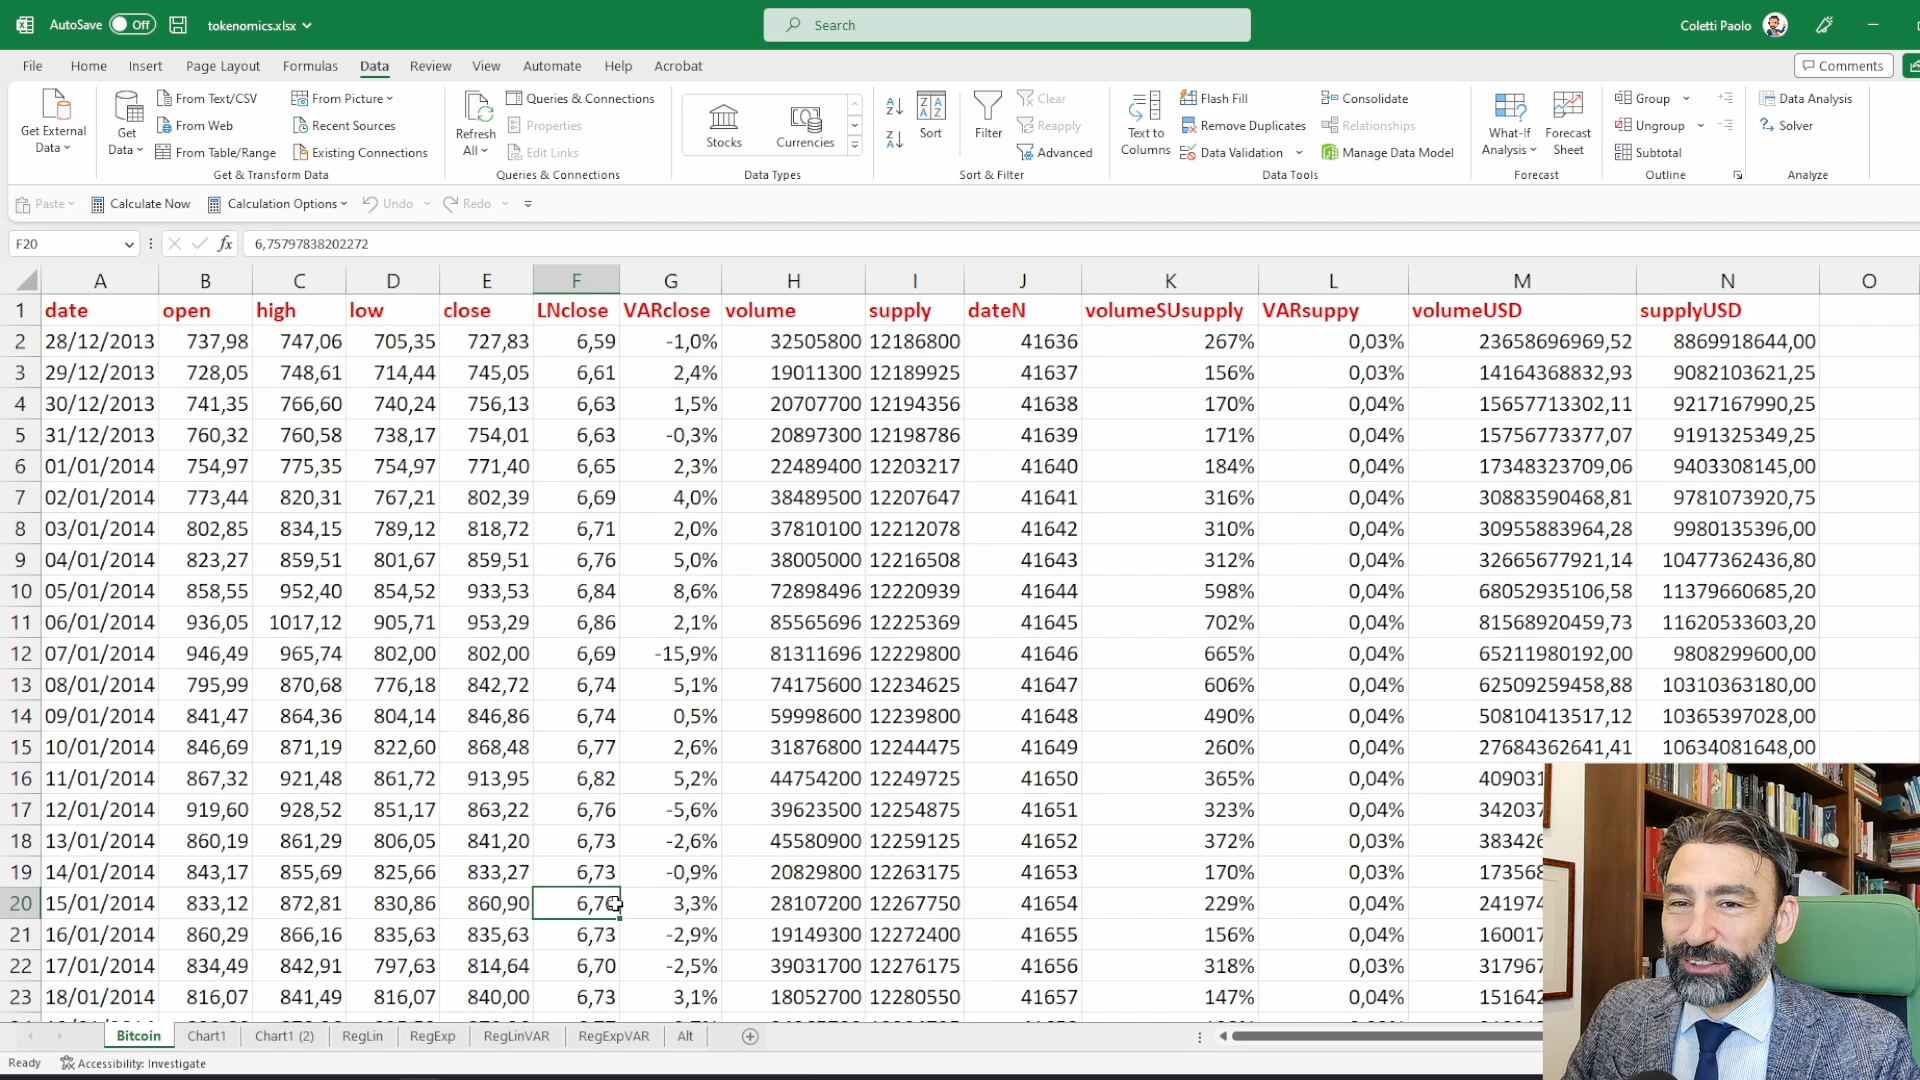 AutoSave Off tokenomics.xlsx Search Coletti Paolo
File Home Insert Page Layout Formulas Data Review View Automate Help Acrobat Comments
Get External Data
Get Data
From Text/CSV
From Web
From Table/Range
From Picture
Recent Sources
Existing Connections
Get & Transform Data
Refresh All
Queries & Connections
Properties
Edit Links
Queries & Connections
Stocks
Currencies
Data Types
Sort
Filter
Clear
Reapply
Advanced
Sort & Filter
Text to Columns
Flash Fill
Remove Duplicates
Data Validation
Consolidate
Relationships
Manage Data Model
Data Tools
What-If Analysis
Forecast Sheet
Forecast
Group
Ungroup
Subtotal
Outline
Data Analysis
Solver
Analyze
Paste Calculate Now Calculation Options Undo Redo
F20 fx 6,75797838202272
A B C D E F G H I J K L M N O
1 date open high low close LNclose VARclose volume supply dateN volumeSUsupply VARsuppy volumeUSD supplyUSD
2 28/12/2013 737,98 747,06 705,35 727,83 6,59 -1,0% 32505800 12186800 41636 267% 0,03% 23658696969,52 8869918644,00
3 29/12/2013 728,05 748,61 714,44 745,05 6,61 2,4% 19011300 12189925 41637 156% 0,03% 14164368832,93 9082103621,25
4 30/12/2013 741,35 766,60 740,24 756,13 6,63 1,5% 20707700 12194356 41638 170% 0,04% 15657713302,11 9217167990,25
5 31/12/2013 760,32 760,58 738,17 754,01 6,63 -0,3% 20897300 12198786 41639 171% 0,04% 15756773377,07 9191325349,25
6 01/01/2014 754,97 775,35 754,97 771,40 6,65 2,3% 22489400 12203217 41640 184% 0,04% 17348323709,06 9403308145,00
7 02/01/2014 773,44 820,31 767,21 802,39 6,69 4,0% 38489500 12207647 41641 316% 0,04% 30883590468,81 9781073920,75
8 03/01/2014 802,85 834,15 789,12 818,72 6,71 2,0% 37810100 12212078 41642 310% 0,04% 30955883964,28 9980135396,00
9 04/01/2014 823,27 859,51 801,67 859,51 6,76 5,0% 38005000 12216508 41643 312% 0,04% 32665677921,14 10477362436,80
10 05/01/2014 858,55 952,40 854,52 933,53 6,84 8,6% 72898496 12220939 41644 598% 0,04% 68052935106,58 11379660685,20
11 06/01/2014 936,05 1017,12 905,71 953,29 6,86 2,1% 85565696 12225369 41645 702% 0,04% 81568920459,73 11620533603,20
12 07/01/2014 946,49 965,74 802,00 802,00 6,69 -15,9% 81311696 12229800 41646 665% 0,04% 65211980192,00 9808299600,00
13 08/01/2014 795,99 870,68 776,18 842,72 6,74 5,1% 74175600 12234625 41647 606% 0,04% 62509259458,88 10310363180,00
14 09/01/2014 841,47 864,36 804,14 846,86 6,74 0,5% 59998600 12239800 41648 490% 0,04% 50810413517,12 10365397028,00
15 10/01/2014 846,69 871,19 822,60 868,48 6,77 2,6% 31876800 12244475 41649 260% 0,04% 27684362641,41 10634081648,00
16 11/01/2014 867,32 921,48 861,72 913,95 6,82 5,2% 44754200 12249725 41650 365% 0,04% 409031
17 12/01/2014 919,60 928,52 851,17 863,22 6,76 -5,6% 39623500 12254875 41651 323% 0,04% 342037
18 13/01/2014 860,19 861,29 806,05 841,20 6,73 -2,6% 45580900 12259125 41652 372% 0,03% 383426
19 14/01/2014 843,17 855,69 825,66 833,27 6,73 -0,9% 20829800 12263175 41653 170% 0,03% 173568
20 15/01/2014 833,12 872,81 830,86 860,90 6,76 3,3% 28107200 12267750 41654 229% 0,04% 241974
21 16/01/2014 860,29 866,16 835,63 835,63 6,73 -2,9% 19149300 12272400 41655 156% 0,04% 160017
22 17/01/2014 834,49 842,91 797,63 814,64 6,70 -2,5% 39031700 12276175 41656 318% 0,03% 317967
23 18/01/2014 816,07 841,49 816,07 840,00 6,73 3,1% 18052700 12280550 41657 147% 0,04% 151642
Bitcoin Chart1 Chart1 (2) RegLin RegExp RegLinVAR RegExpVAR Alt
Ready Accessibility: Investigate